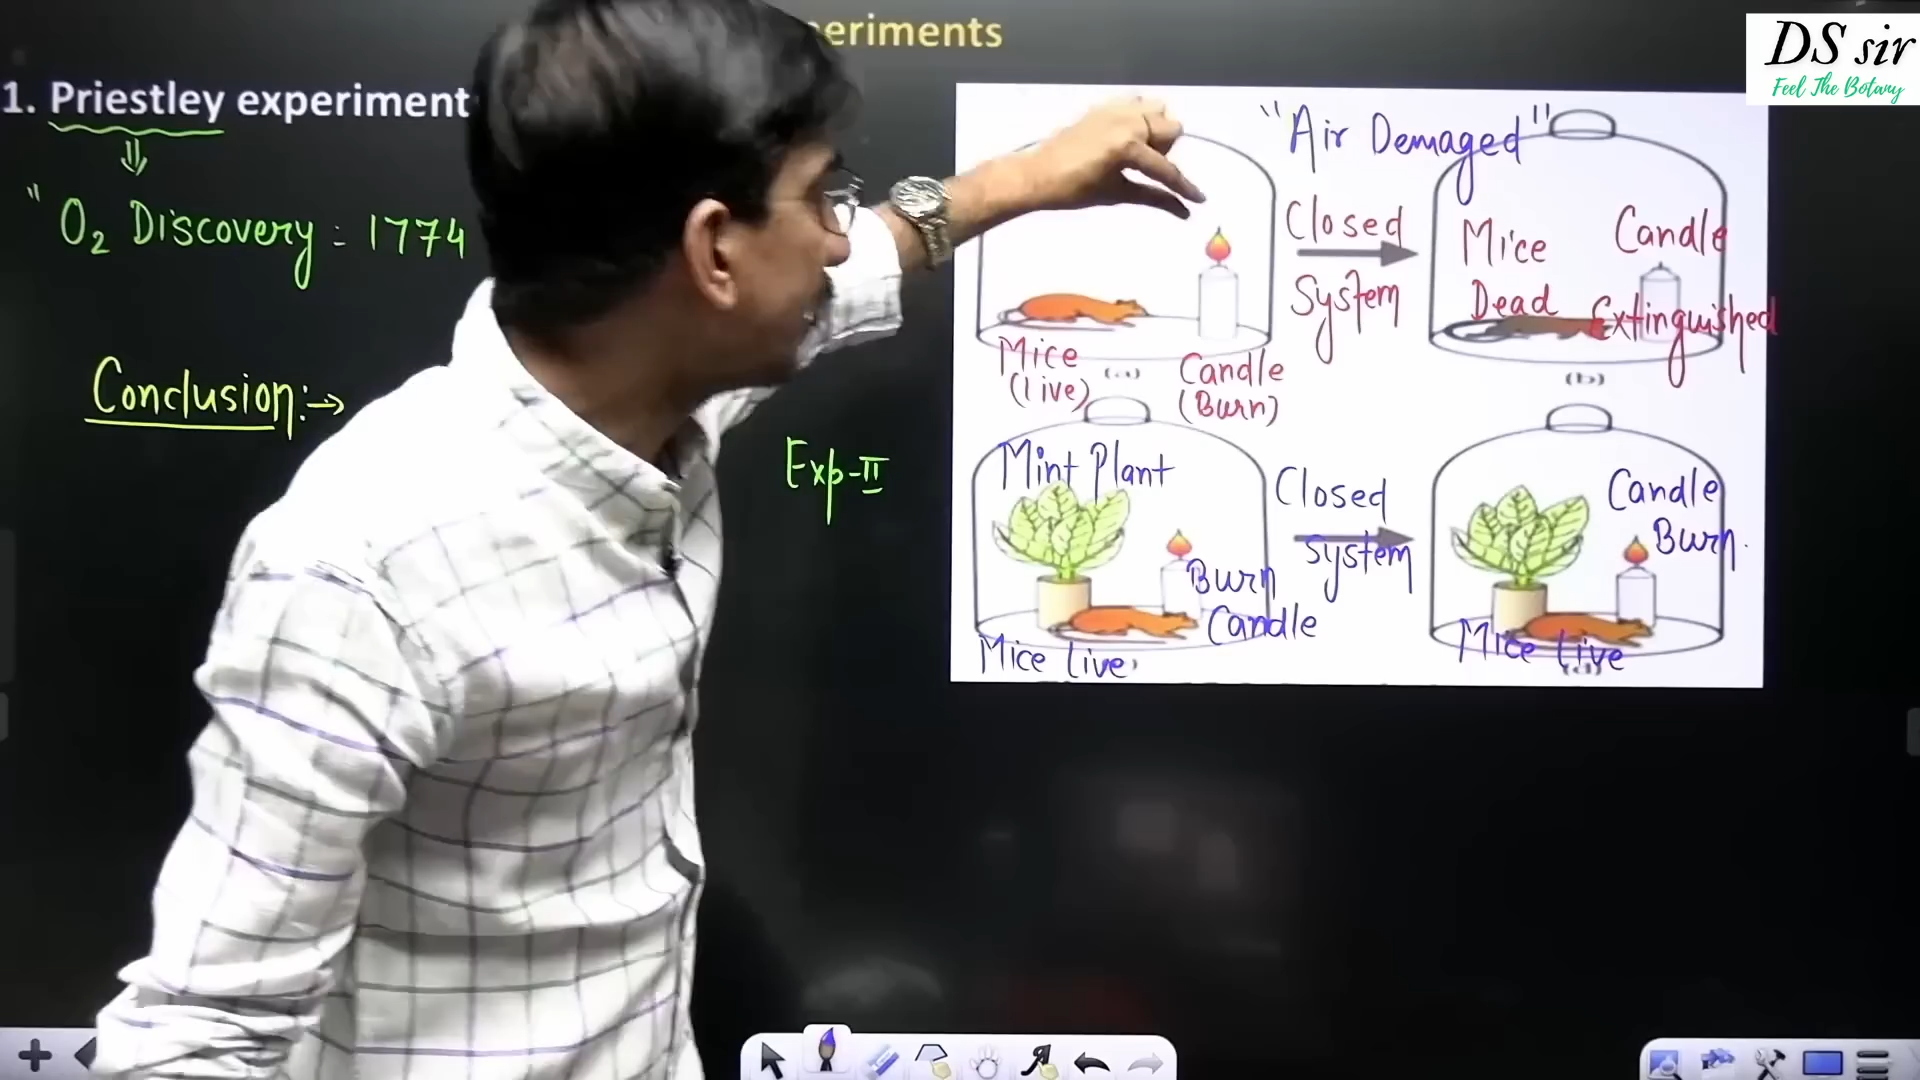 eriments
DS sir
Feel The Botany
1. Priestley experiment
"O2 Discovery: 1774
Conclusion:→
Exp-II
"Air Demaged"
Closed
System
Mice
(live)
(a)
Candle
(Burn)
Mice
Dead
Candle
Extinguished
(b)
Mint Plant
Burn
Candle
Mice Live
Closed
System
Candle
Burn.
Mice Live